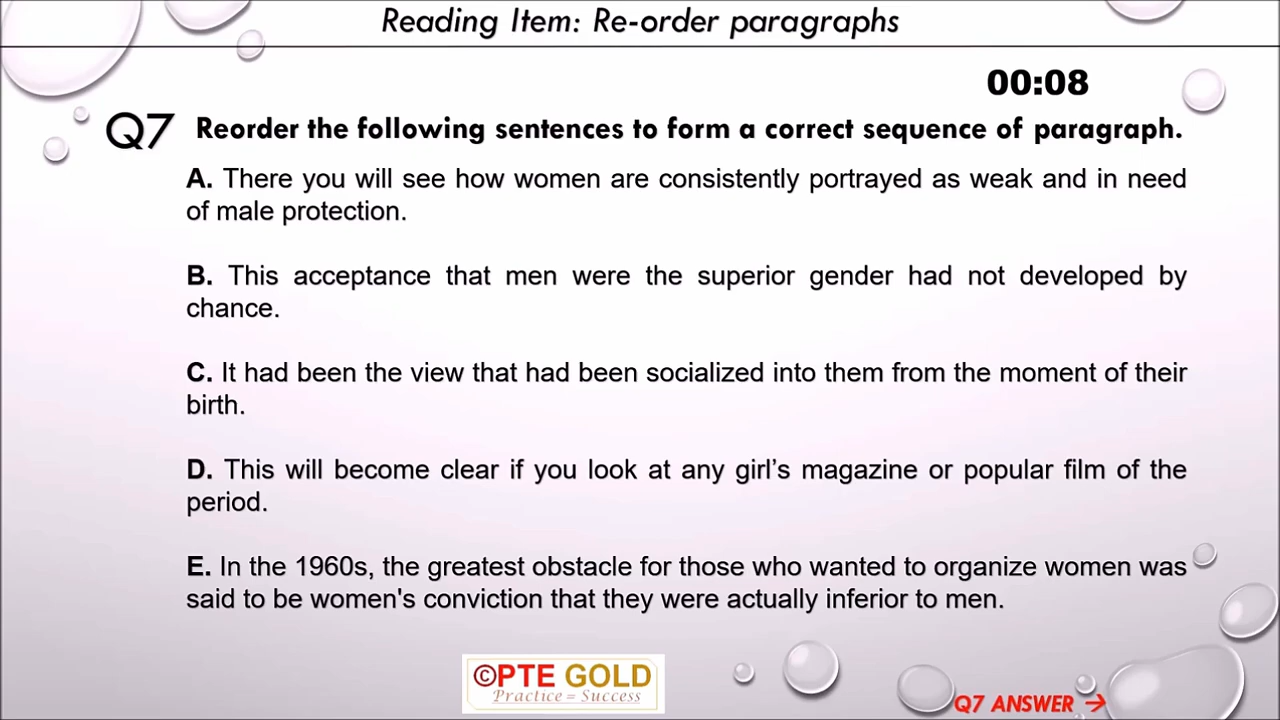 Reading Item: Re-order paragraphs
00:08
Q7 Reorder the following sentences to form a correct sequence of paragraph.
A. There you will see how women are consistently portrayed as weak and in need
of male protection.
B. This acceptance that men were the superior gender had not developed by
chance.
C. It had been the view that had been socialized into them from the moment of their
birth.
D. This will become clear if you look at any girl’s magazine or popular film of the
period.
E. In the 1960s, the greatest obstacle for those who wanted to organize women was
said to be women's conviction that they were actually inferior to men.
©PTE GOLD
Practice = Success
Q7 ANSWER →